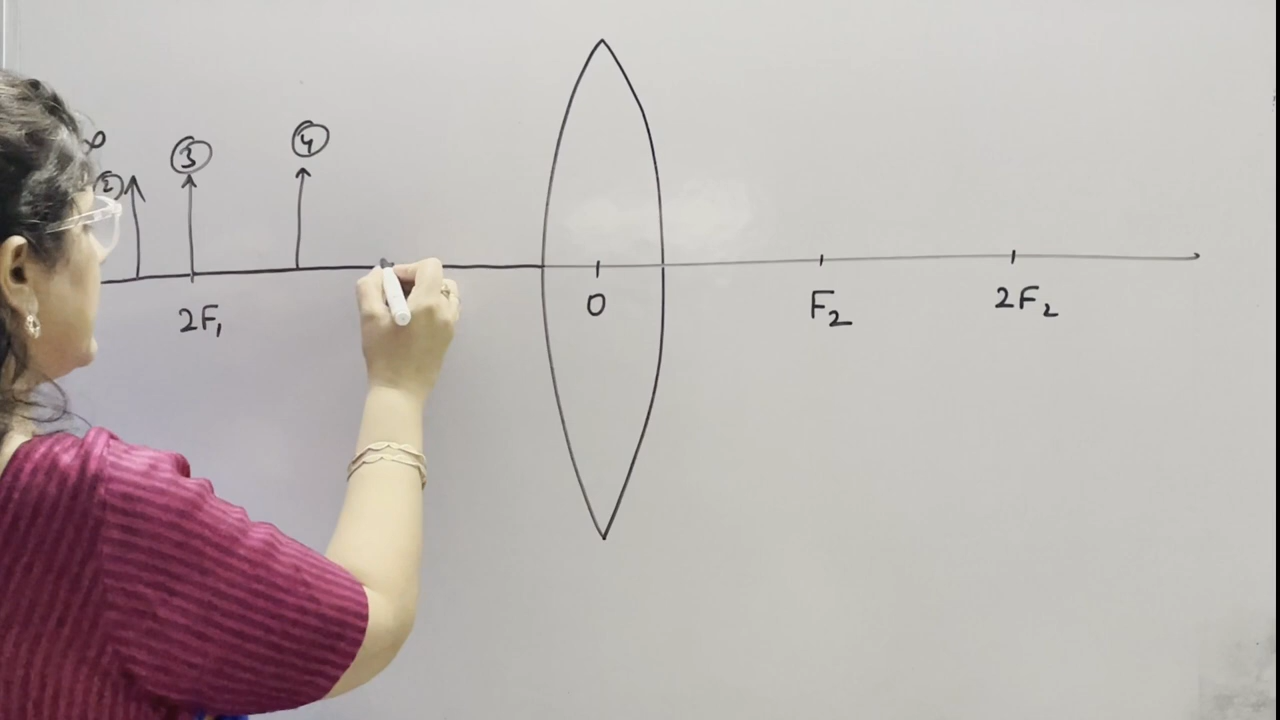 ∞
② ③ ④
2F₁ O F₂ 2F₂